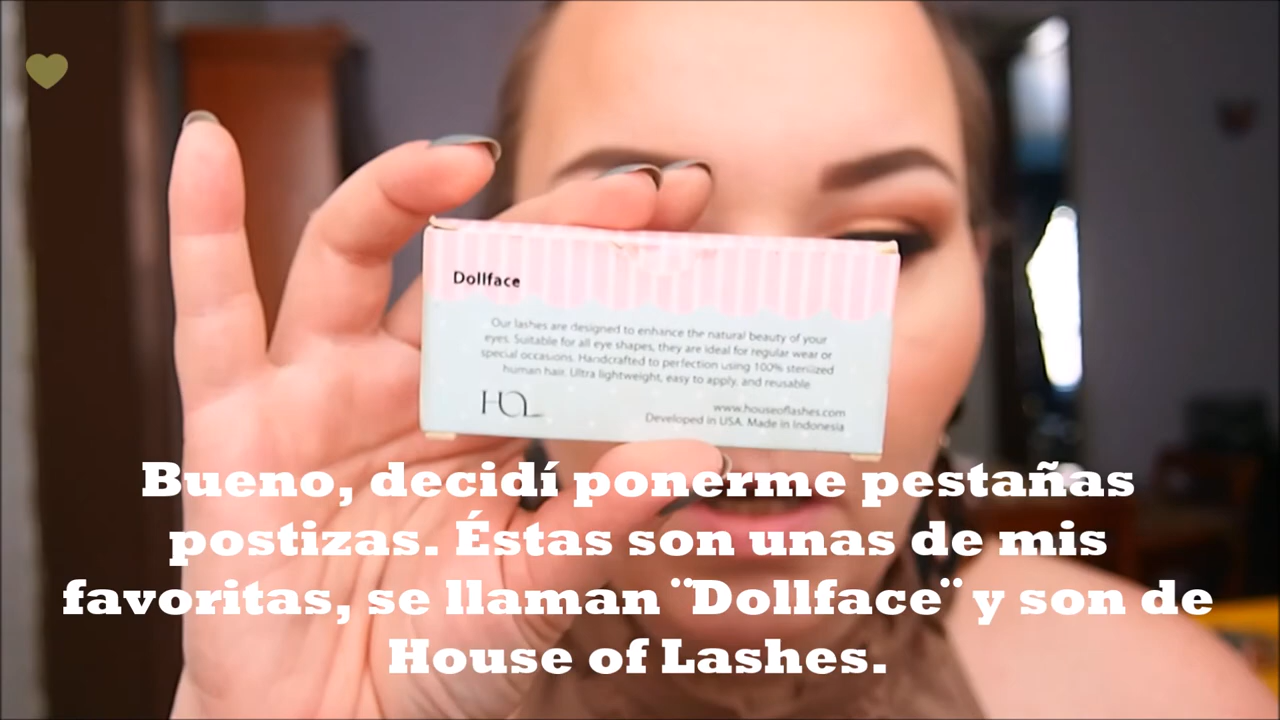 Dollface
Our lashes are designed to enhance the natural beauty of your
eyes. Suitable for all eye shapes, they are ideal for regular wear or
special occasions. Handcrafted to perfection using 100% sterilized
human hair. Ultra lightweight, easy to apply, and reusable
HOL
www.houseoflashes.com
Developed in USA. Made in Indonesia
Bueno, decidí ponerme pestañas
postizas. Éstas son unas de mis
favoritas, se llaman ¨Dollface¨ y son de
House of Lashes.